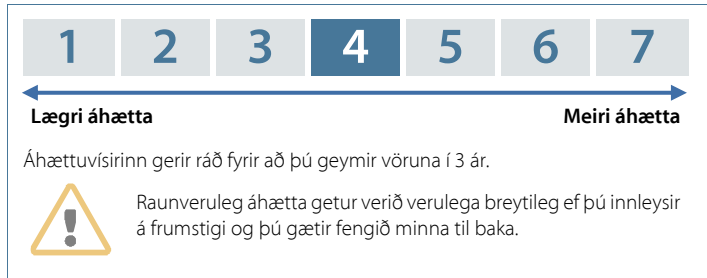 1 2 3 4 5 6 7
Lægri áhætta Meiri áhætta
Áhættuvísirinn gerir ráð fyrir að þú geymir vöruna í 3 ár.
Raunveruleg áhætta getur verið verulega breytileg ef þú innleysir
á frumstigi og þú gætir fengið minna til baka.